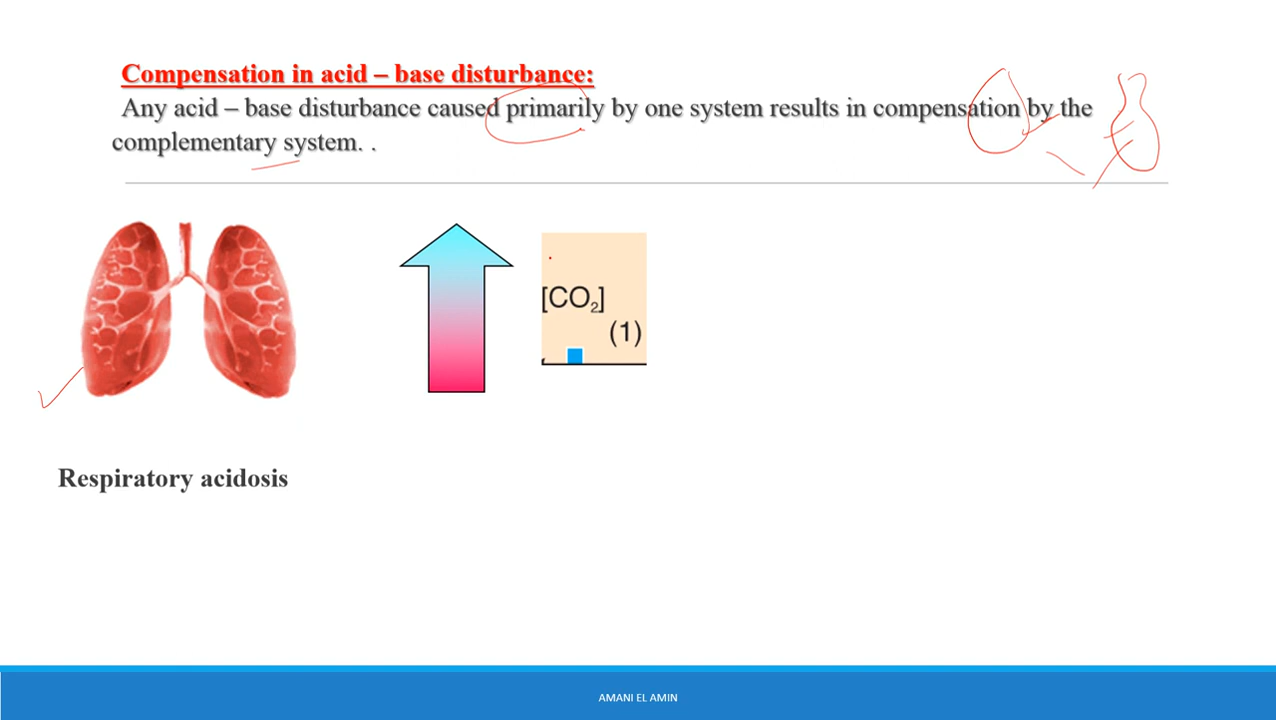 Compensation in acid – base disturbance:
Any acid – base disturbance caused primarily by one system results in compensation by the
complementary system. .
[CO₂]
(1)
Respiratory acidosis
AMANI EL AMIN